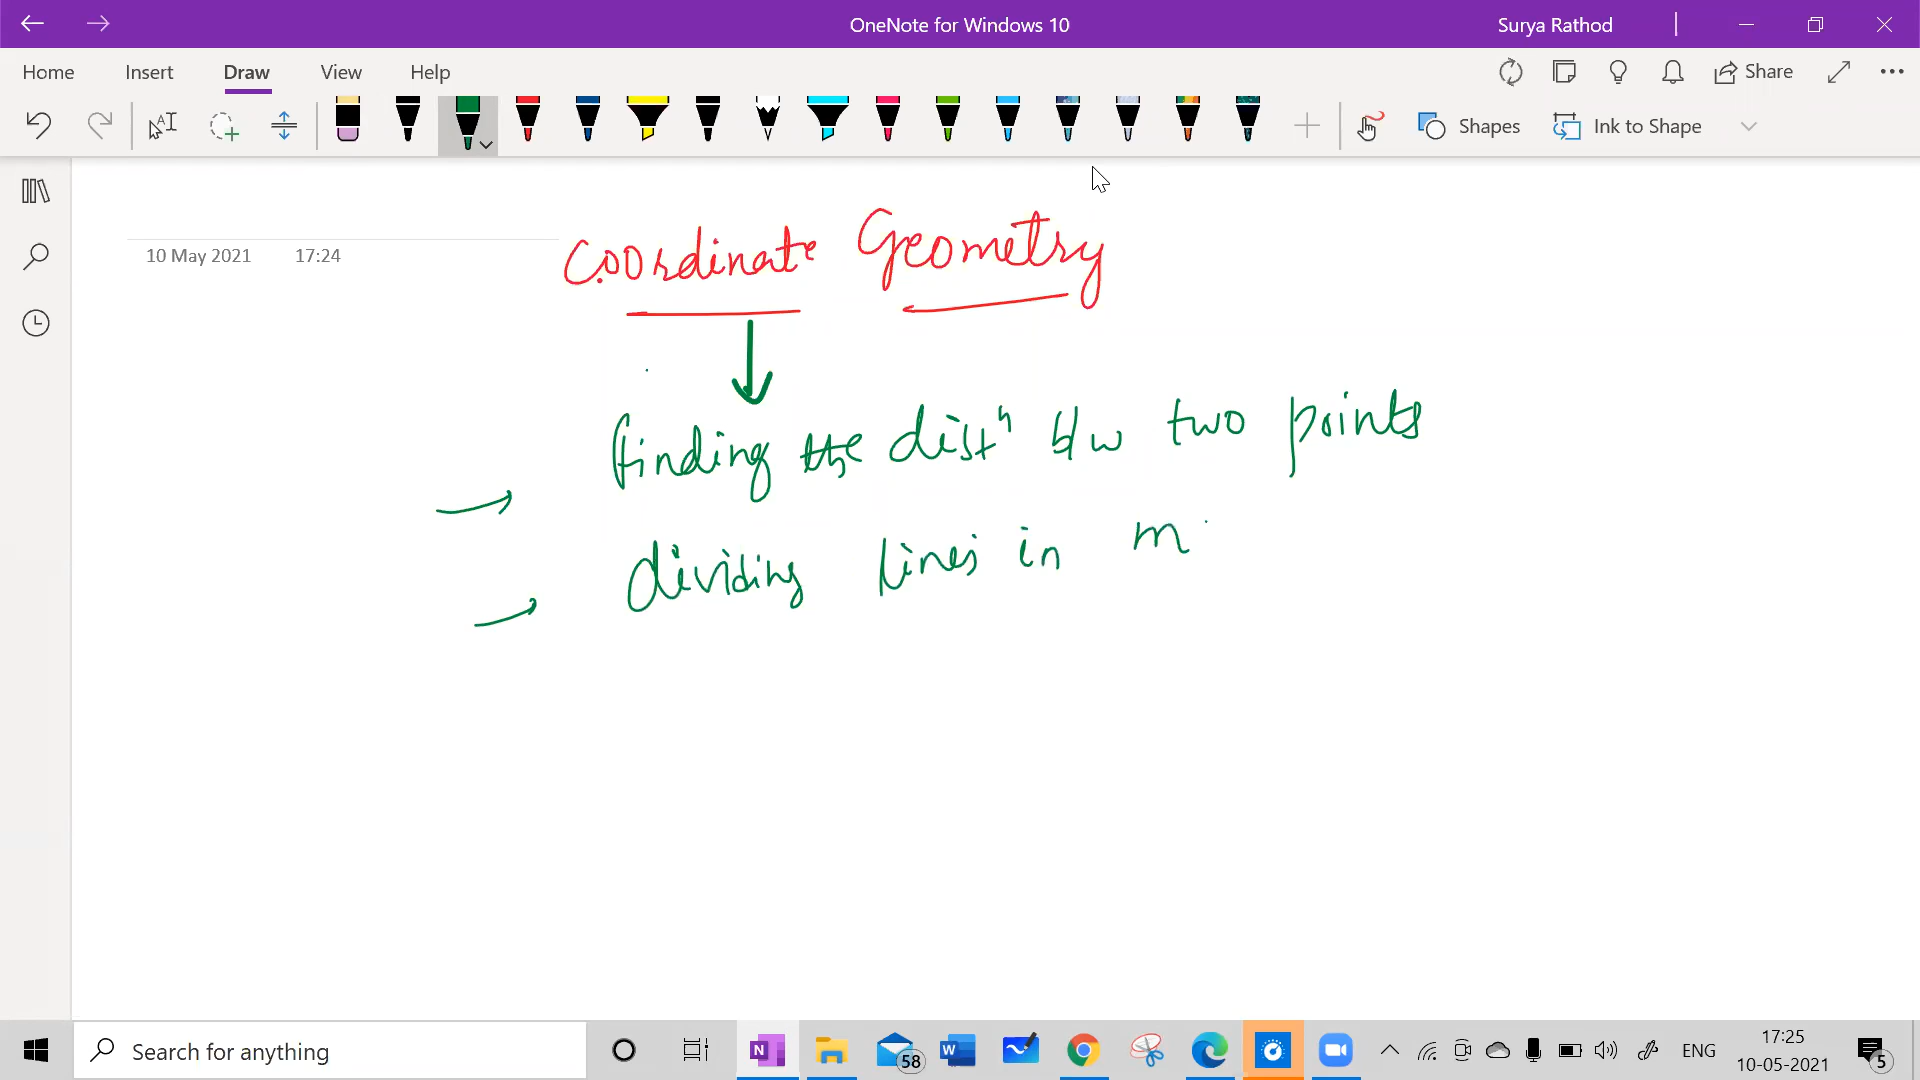 OneNote for Windows 10
Surya Rathod
Home Insert Draw View Help
Share
Shapes
Ink to Shape
10 May 2021 17:24
Coordinate Geometry
finding the distⁿ b/w two points
dividing lines in m
Search for anything
58
ENG
17:25
10-05-2021
5